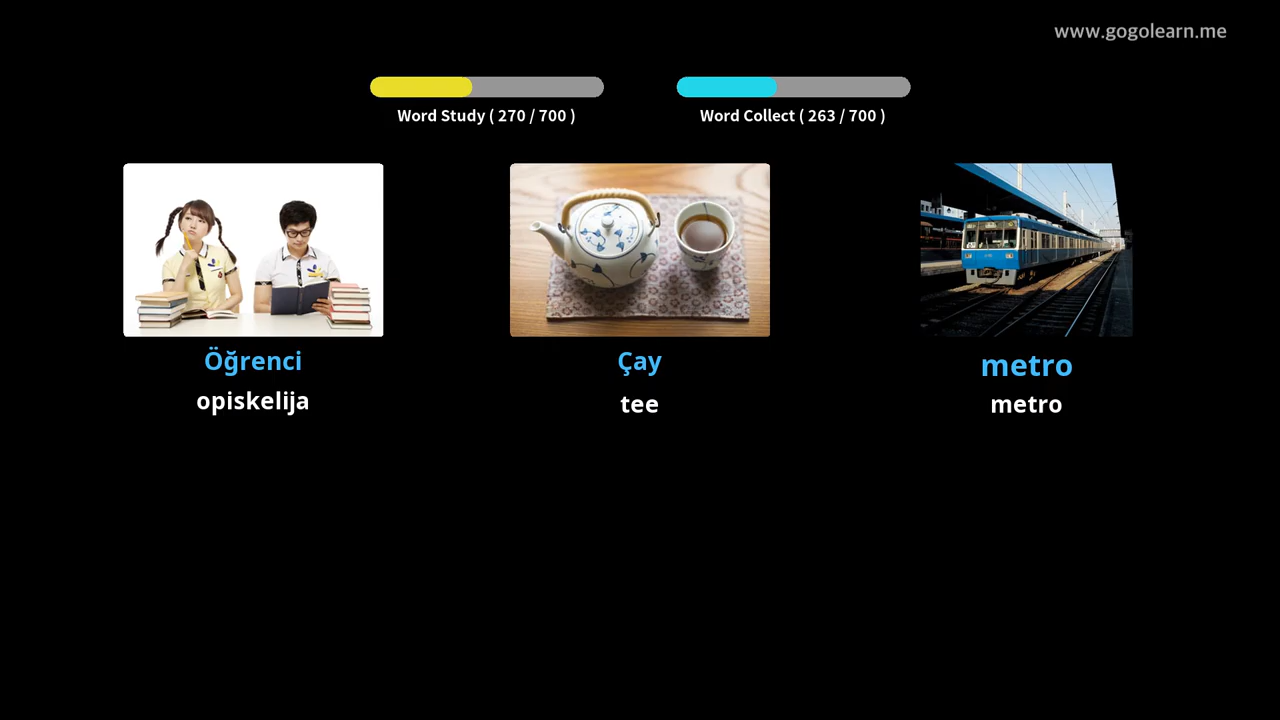 www.gogolearn.me
Word Study ( 270 / 700 )
Word Collect ( 263 / 700 )
Öğrenci
opiskelija
Çay
tee
metro
metro